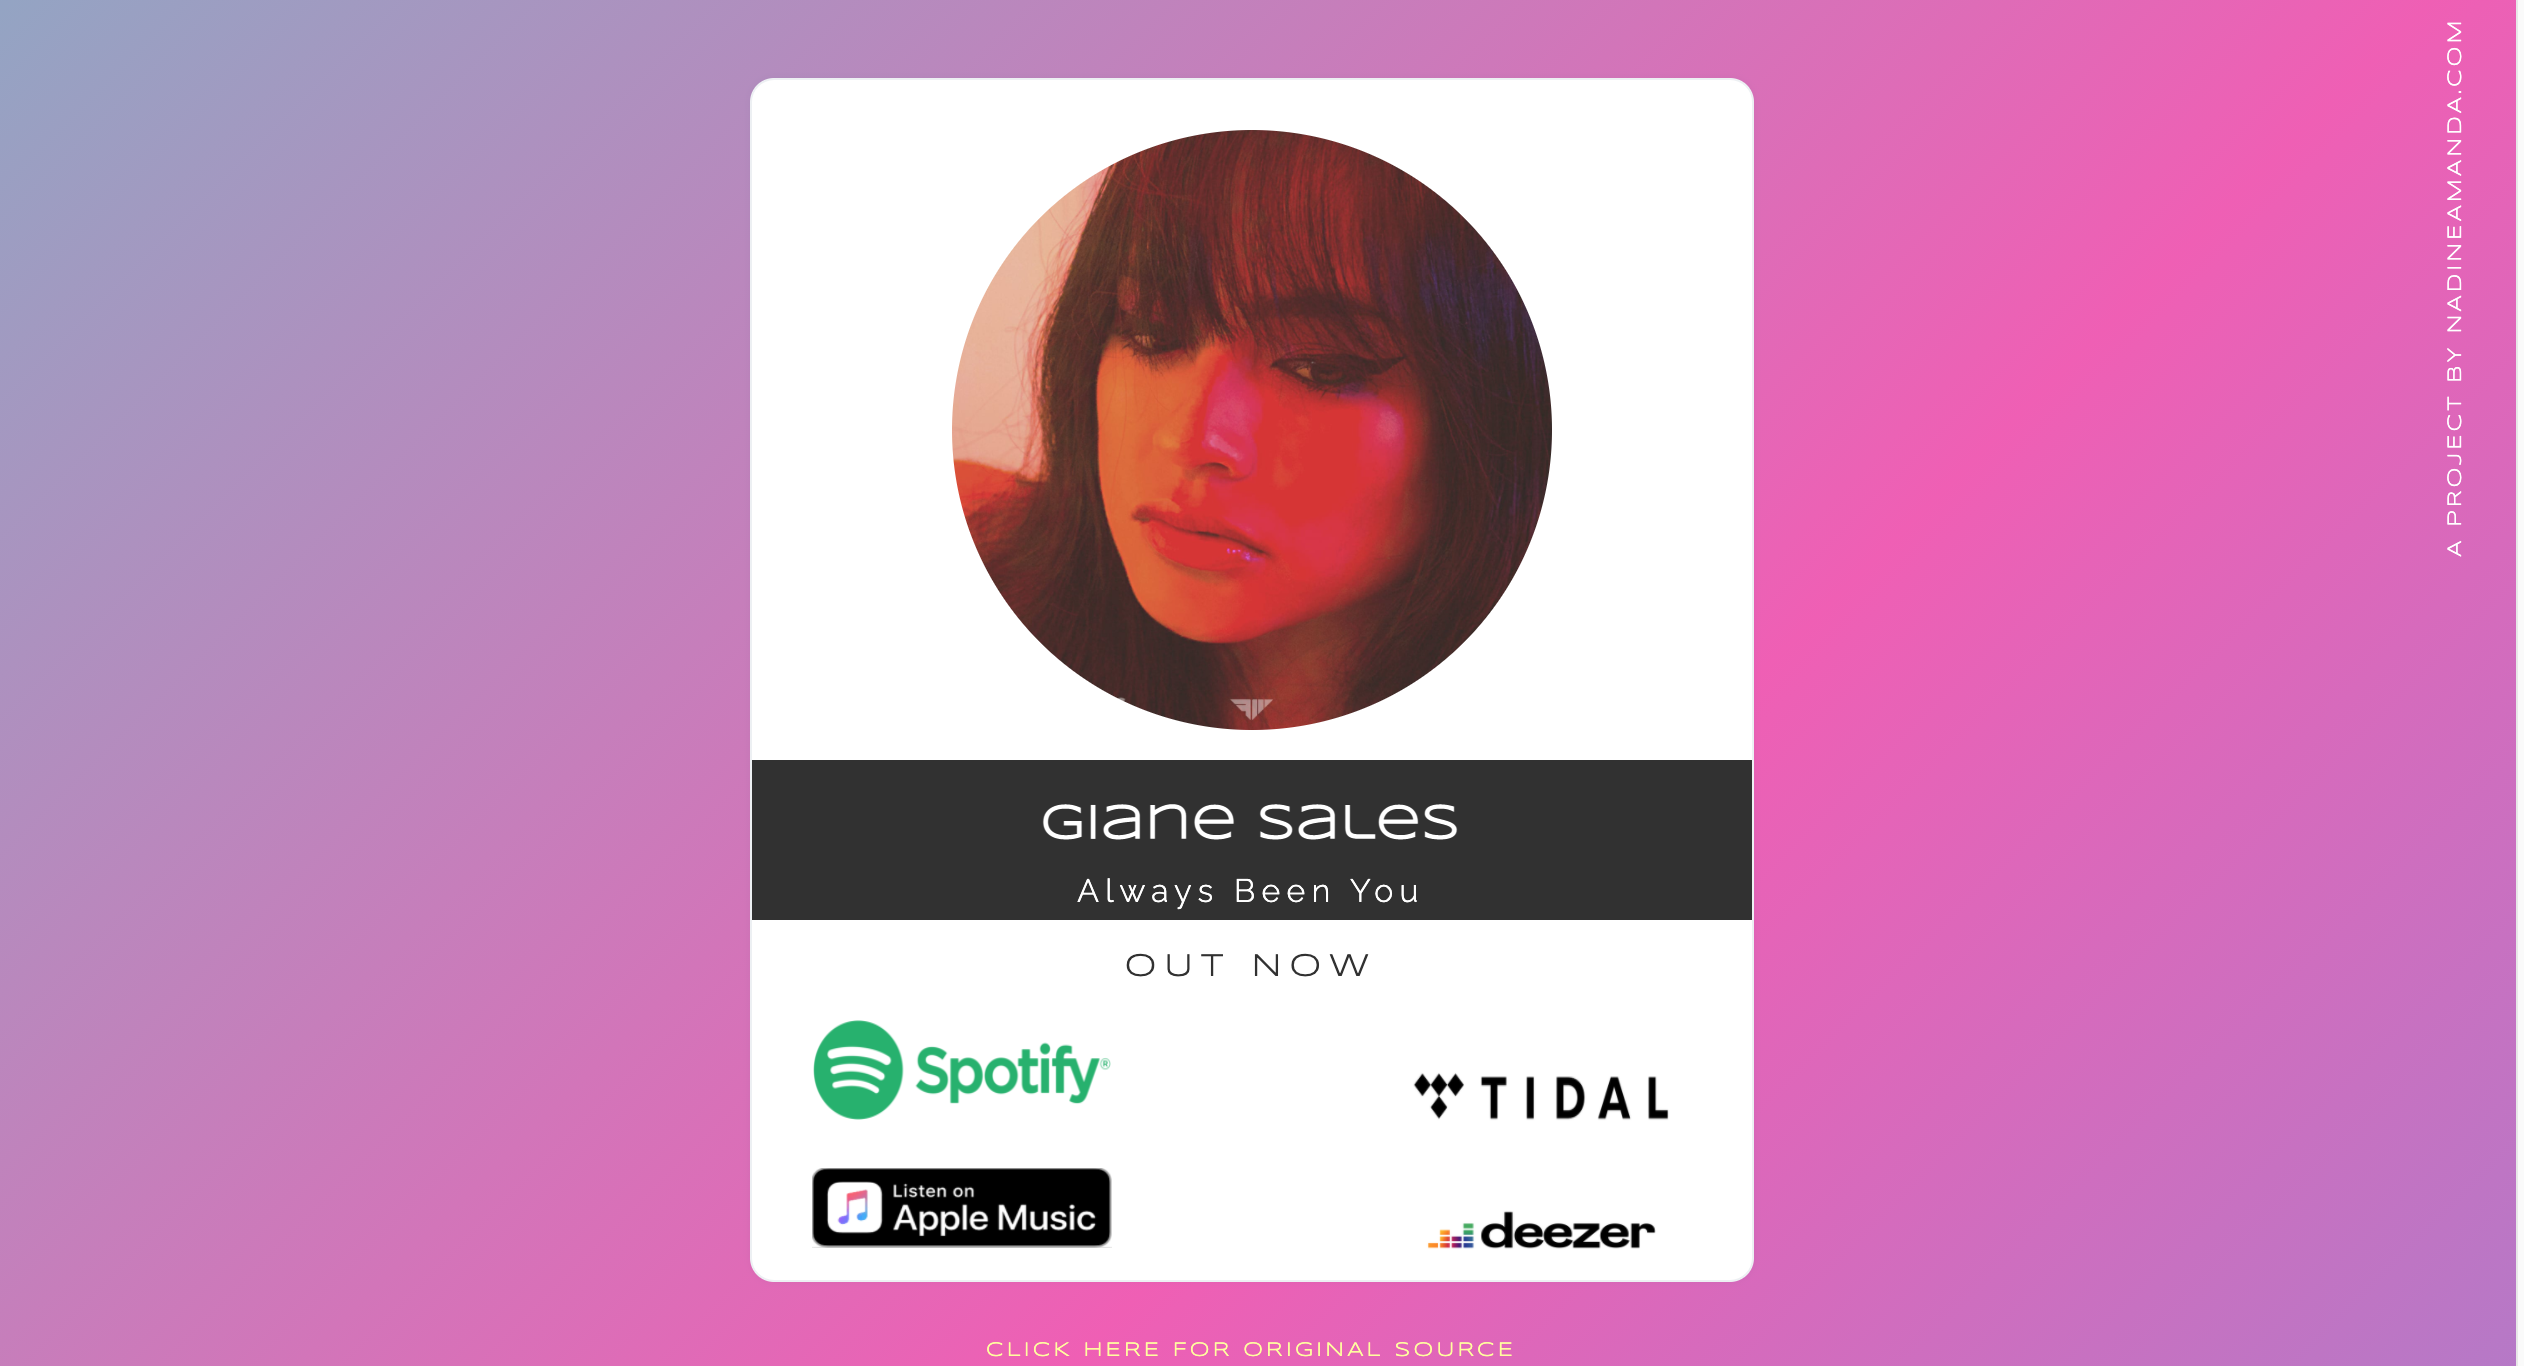 A PROJECT BY NADINEAMANDA.COM
Giane Sales
Always Been You
OUT NOW
Spotify®
TIDAL
Listen on
Apple Music
deezer
CLICK HERE FOR ORIGINAL SOURCE